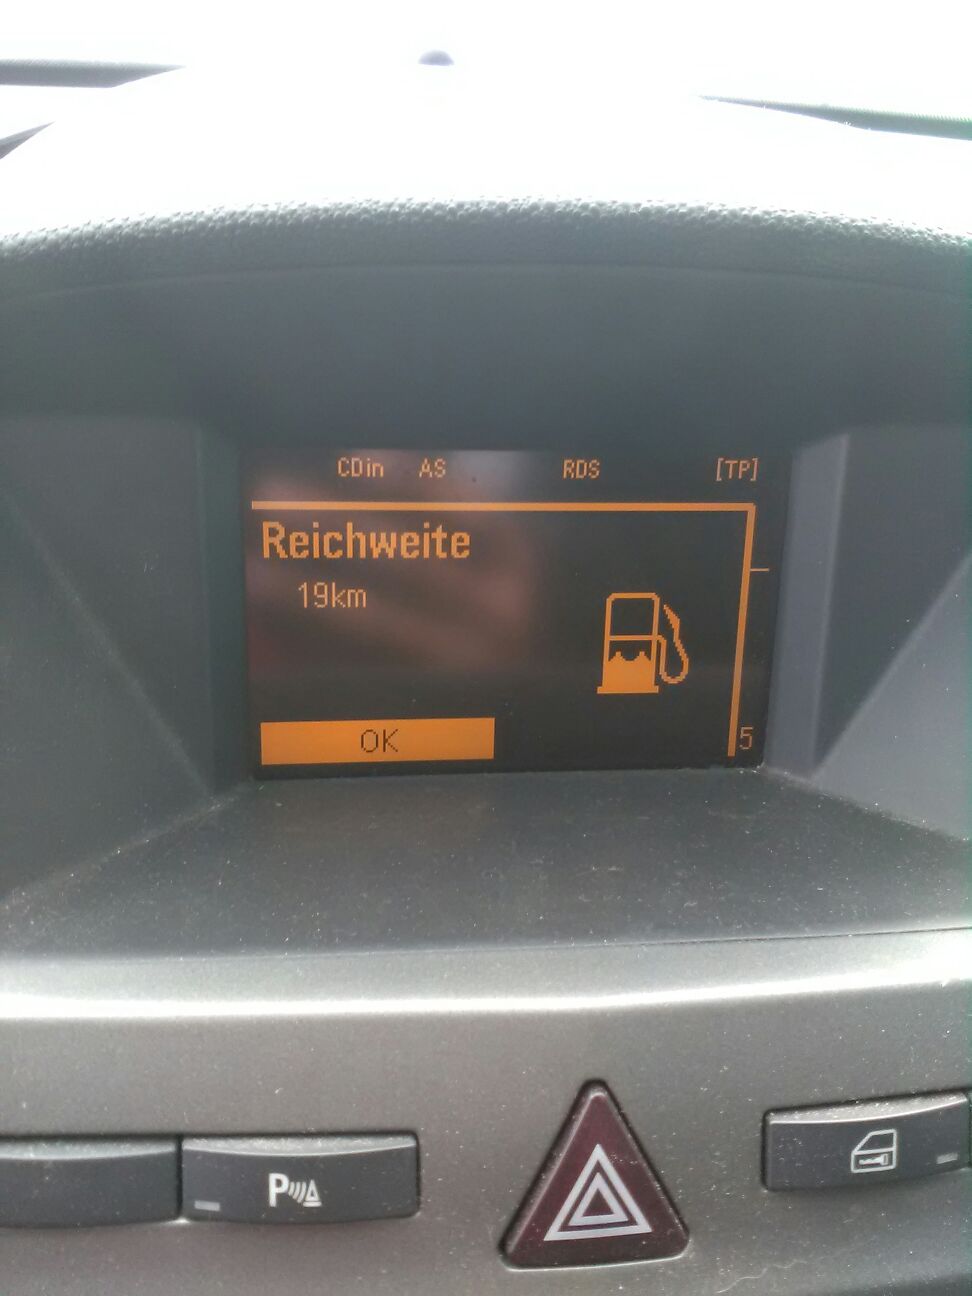 CDin AS RDS [TP]
Reichweite
19km
OK
5
P